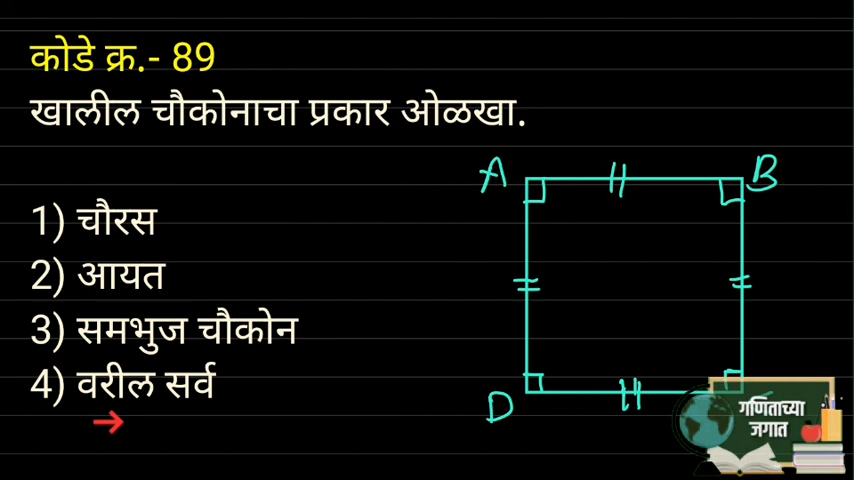 कोडे क्र.- 89
खालील चौकोनाचा प्रकार ओळखा.
A
B
1) चौरस
2) आयत
3) समभुज चौकोन
4) वरील सर्व
D
गणिताच्या
जगात